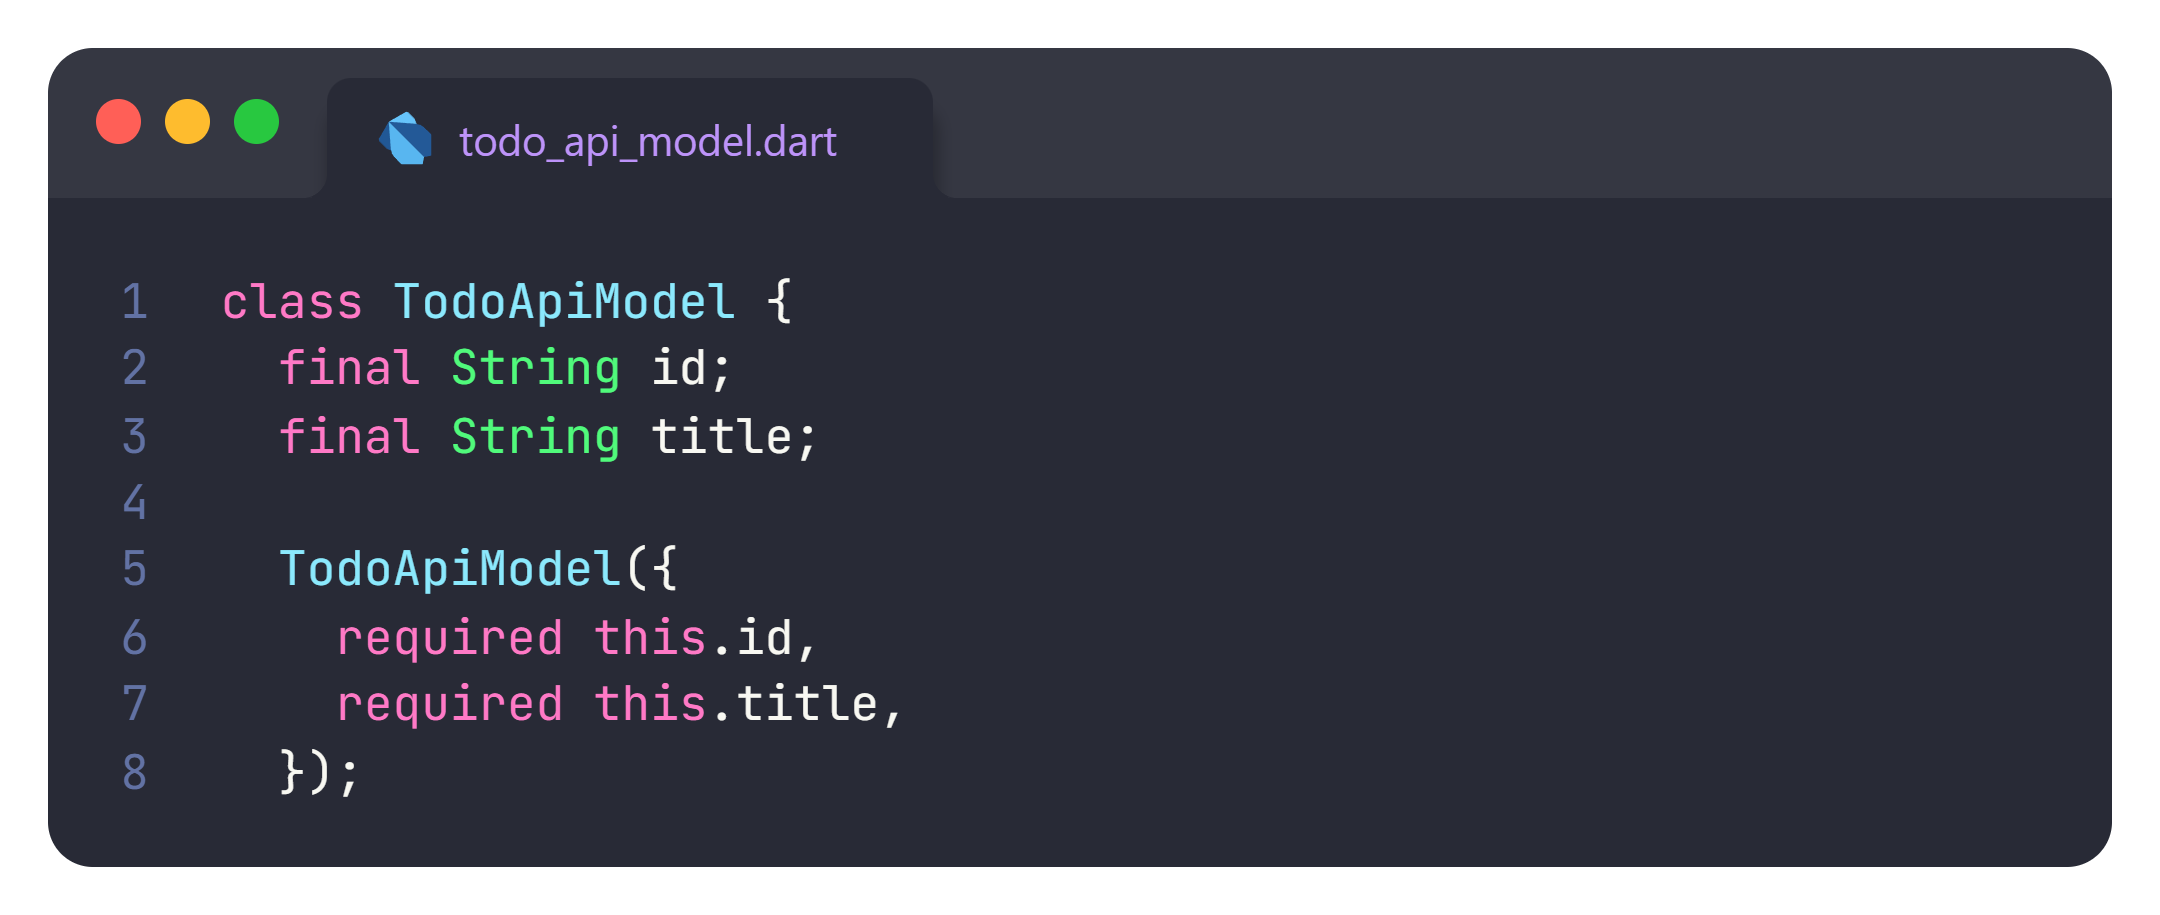 todo_api_model.dart
1 class TodoApiModel {
2   final String id;
3   final String title;
4
5   TodoApiModel({
6     required this.id,
7     required this.title,
8   });